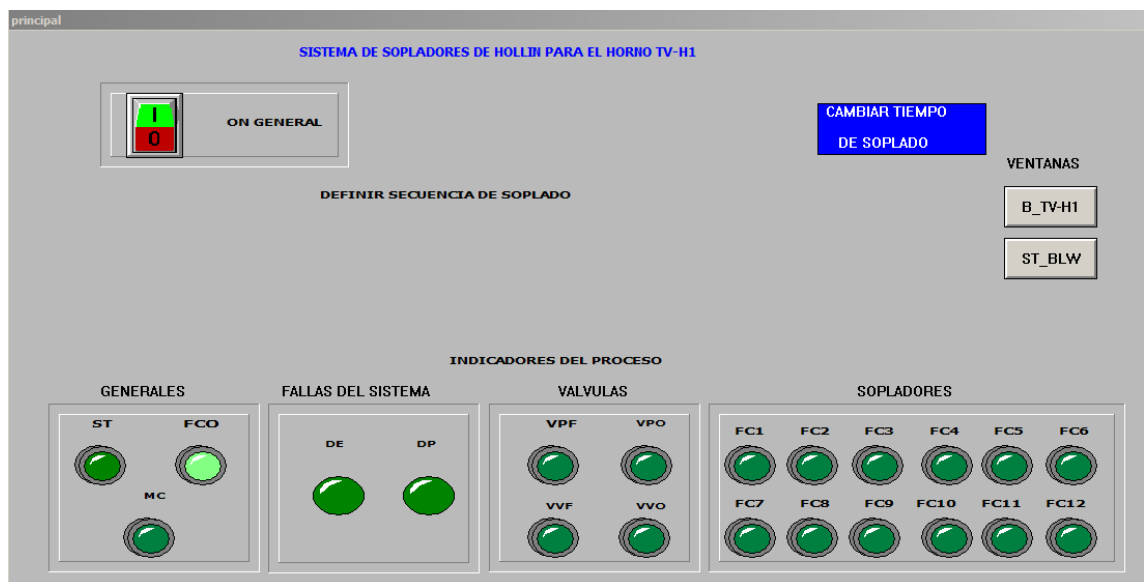 principal
SISTEMA DE SOPLADORES DE HOLLIN PARA EL HORNO TV-H1
I
0
ON GENERAL
CAMBIAR TIEMPO
DE SOPLADO
VENTANAS
B_TV-H1
ST_BLW
DEFINIR SECUENCIA DE SOPLADO
INDICADORES DEL PROCESO
GENERALES
ST FCO
MC
FALLAS DEL SISTEMA
DE DP
VALVULAS
VPF VPO
VVF VVO
SOPLADORES
FC1 FC2 FC3 FC4 FC5 FC6
FC7 FC8 FC9 FC10 FC11 FC12